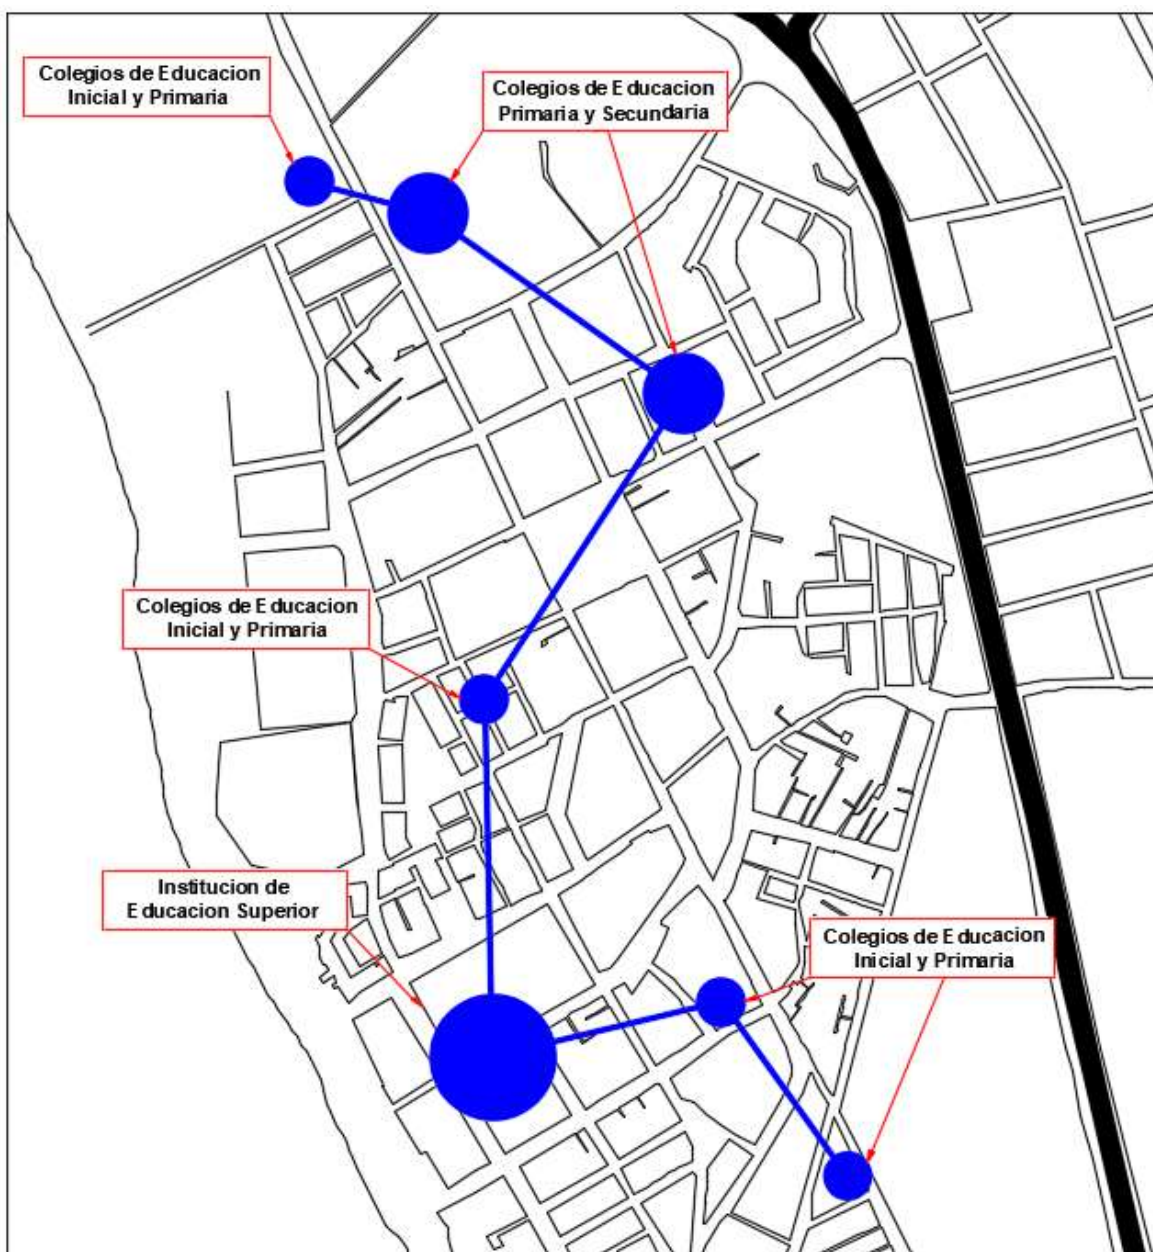 Colegios de Educacion
Inicial y Primaria
Colegios de Educacion
Primaria y Secundaria
Colegios de Educacion
Inicial y Primaria
Institucion de
Educacion Superior
Colegios de Educacion
Inicial y Primaria